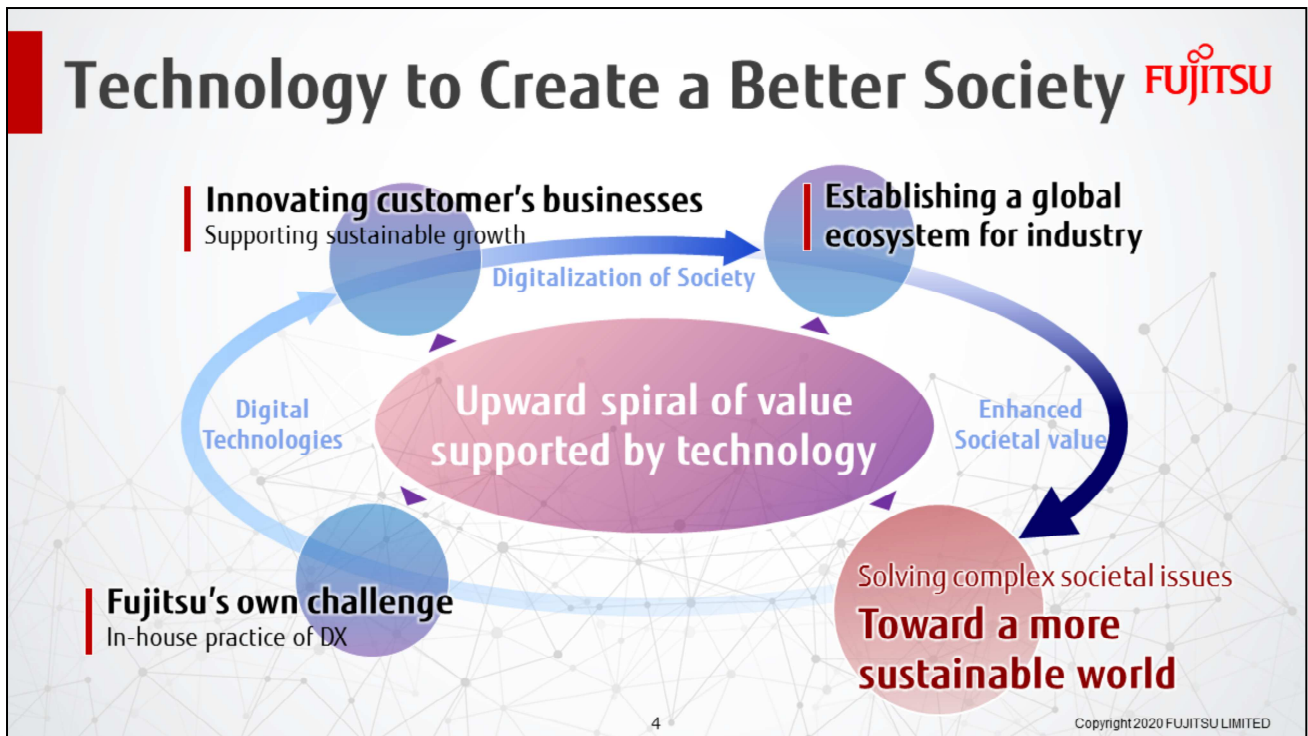 Technology to Create a Better Society
FUJITSU
Innovating customer's businesses
Supporting sustainable growth
Establishing a global
ecosystem for industry
Digitalization of Society
Digital
Technologies
Upward spiral of value
supported by technology
Enhanced
Societal value
Fujitsu's own challenge
In-house practice of DX
Solving complex societal issues
Toward a more
sustainable world
4
Copyright 2020 FUJITSU LIMITED